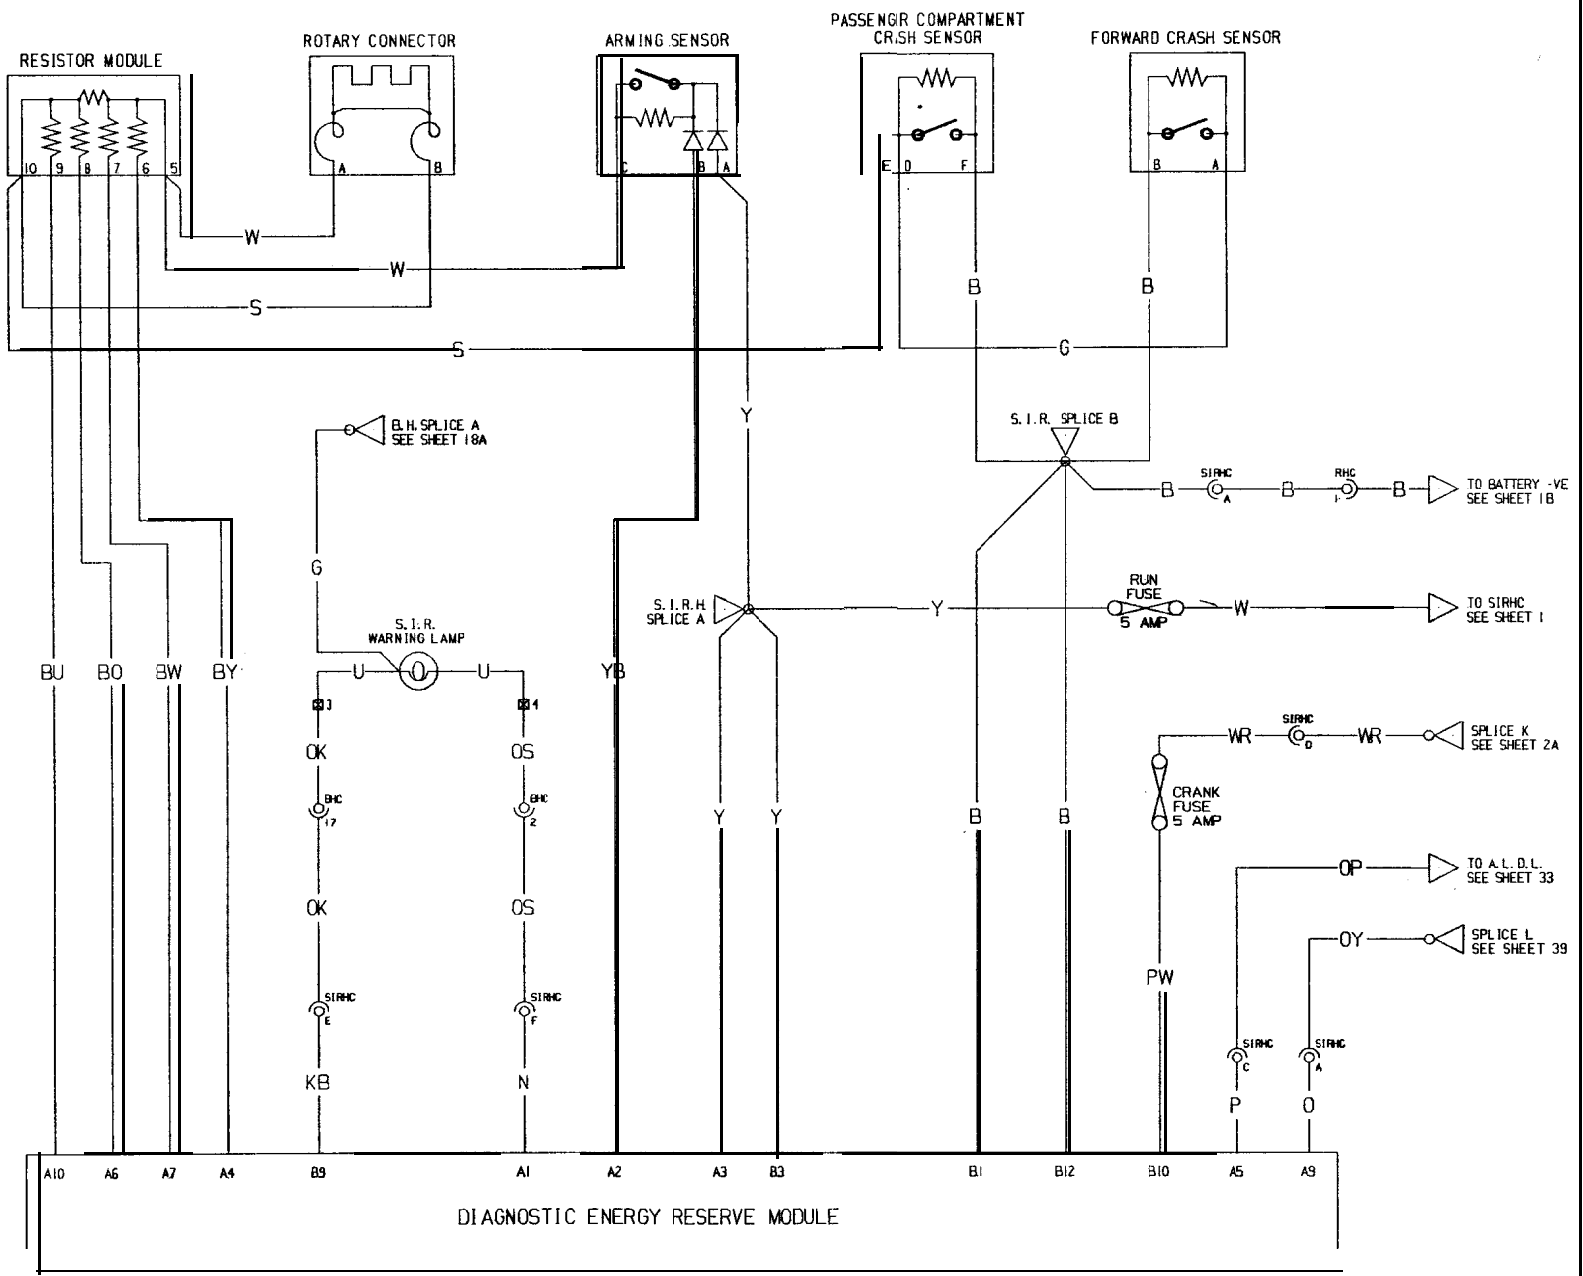 PASSENGIR COMPARTMENT
CRISH SENSOR
RESISTOR MODULE
ROTARY CONNECTOR
ARMING SENSOR
FORWARD CRASH SENSOR
10 9 8 7 6 5
A B
C B A
E D F
B A
W
W
S
B
B
S
G
Y
B.H. SPLICE A
SEE SHEET 18A
S.I.R. SPLICE B
B
SIRHC
A
B
RHC
B
TO BATTERY -VE
SEE SHEET 1B
G
S.I.R.H.
SPLICE A
Y
RUN
FUSE
5 AMP
W
TO SIRHC
SEE SHEET 1
S.I.R.
WARNING LAMP
BU
BO
BW
BY
U
U
YB
3
4
OK
OS
WR
SIRHC
D
WR
SPLICE K
SEE SHEET 2A
BHC
17
BHC
2
CRANK
FUSE
5 AMP
Y
Y
B
B
OP
TO A.L.D.L.
SEE SHEET 33
OK
OS
OY
SPLICE L
SEE SHEET 39
PW
SIRHC
E
SIRHC
F
SIRHC
C
SIRHC
A
KB
N
P
O
A10 A6 A7 A4 B9 A1 A2 A3 B3 B1 B12 B10 A5 A9
DIAGNOSTIC ENERGY RESERVE MODULE